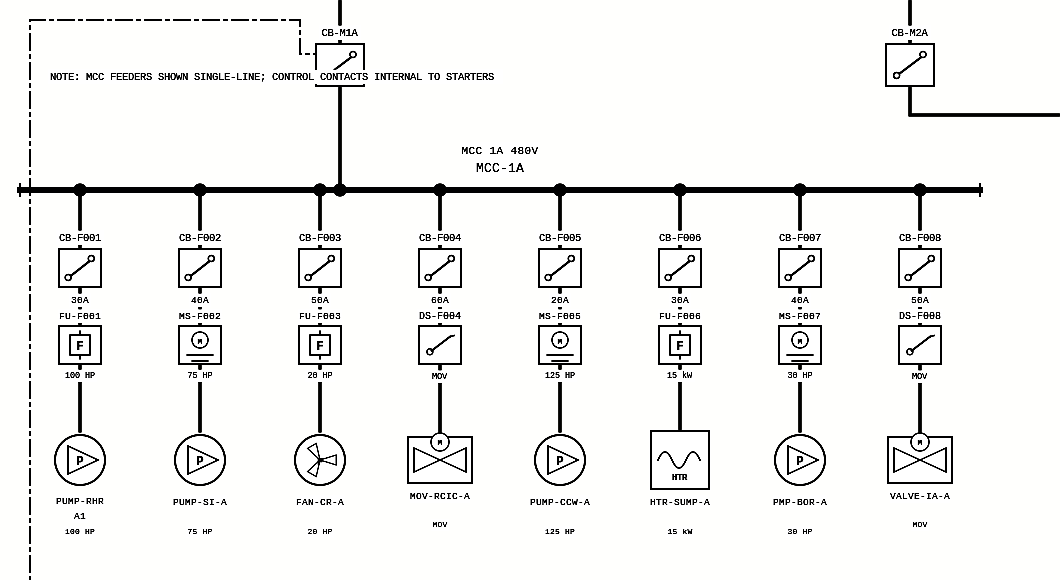 CB-M1A
CB-M2A
NOTE: MCC FEEDERS SHOWN SINGLE-LINE; CONTROL CONTACTS INTERNAL TO STARTERS
MCC 1A 480V
MCC-1A
CB-F001 CB-F002 CB-F003 CB-F004 CB-F005 CB-F006 CB-F007 CB-F008
30A 40A 50A 60A 20A 30A 40A 50A
FU-F001 MS-F002 FU-F003 DS-F004 MS-F005 FU-F006 MS-F007 DS-F008
F M F M F M
100 HP 75 HP 20 HP MOV 125 HP 15 kW 30 HP MOV
M M
P P P P
HTR
PUMP-RHR PUMP-SI-A FAN-CR-A MOV-RCIC-A PUMP-CCW-A HTR-SUMP-A PMP-BOR-A VALVE-IA-A
A1
100 HP 75 HP 20 HP MOV 125 HP 15 kW 30 HP MOV